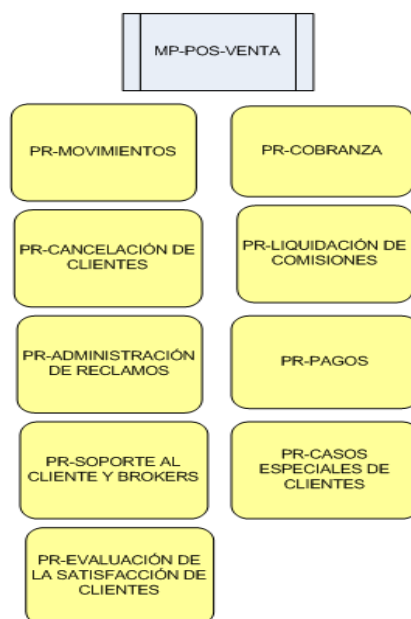 MP-POS-VENTA
PR-MOVIMIENTOS
PR-COBRANZA
PR-CANCELACIÓN DE
CLIENTES
PR-LIQUIDACIÓN DE
COMISIONES
PR-ADMINISTRACIÓN
DE RECLAMOS
PR-PAGOS
PR-SOPORTE AL
CLIENTE Y BROKERS
PR-CASOS
ESPECIALES DE
CLIENTES
PR-EVALUACIÓN DE
LA SATISFACCIÓN DE
CLIENTES